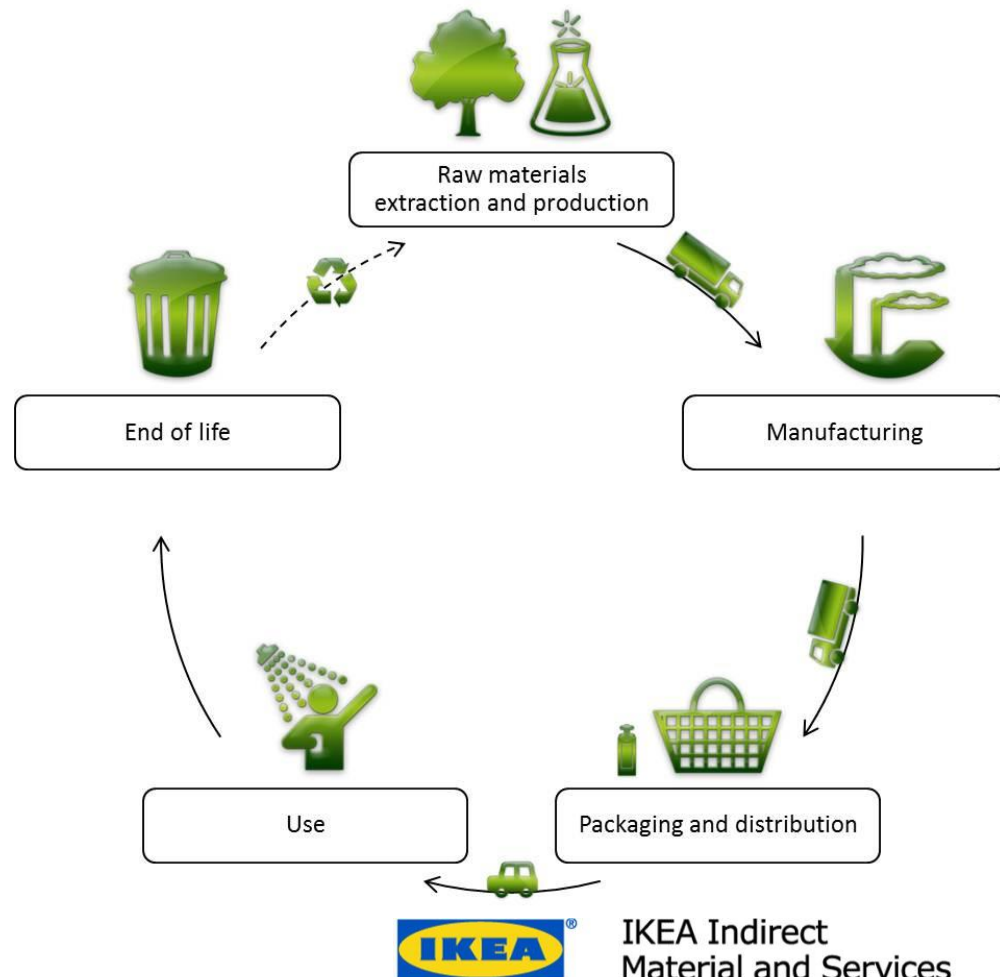 Raw materials
extraction and production
End of life
Manufacturing
Use
Packaging and distribution
IKEA ®
IKEA Indirect
Material and Services